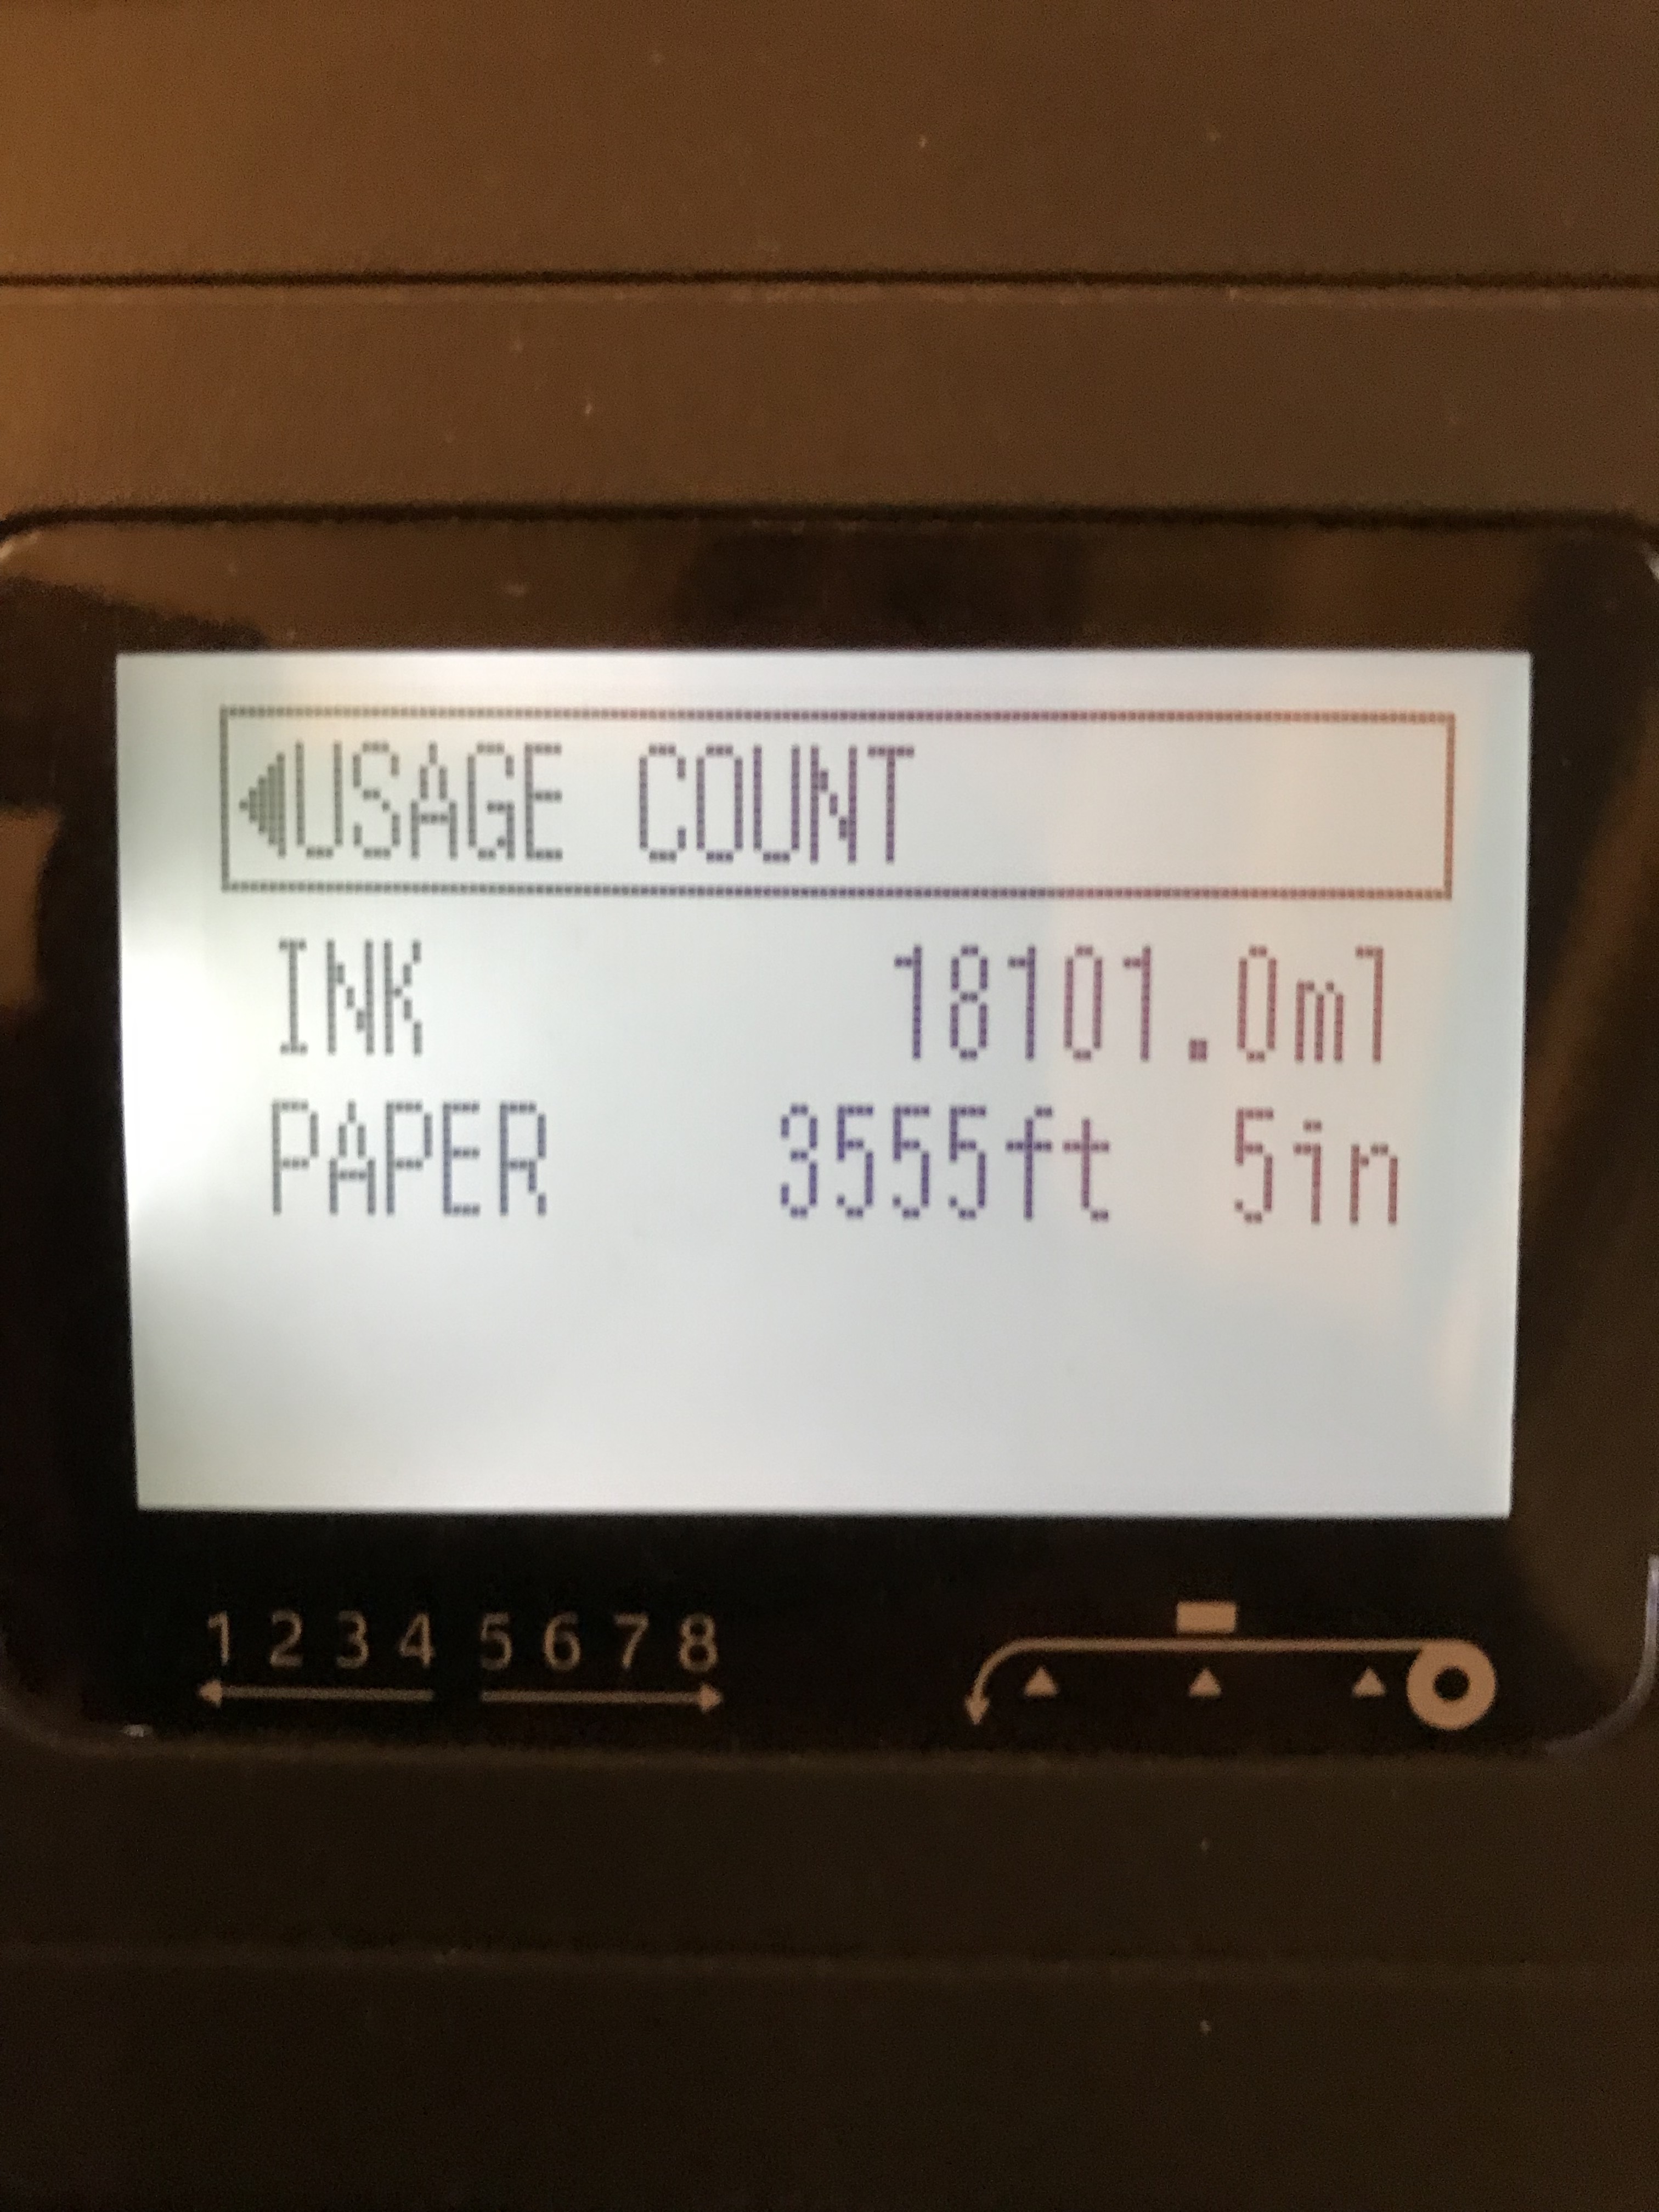 USAGE COUNT
INK 18101.0ml
PAPER 3555ft 5in
1 2 3 4 5 6 7 8